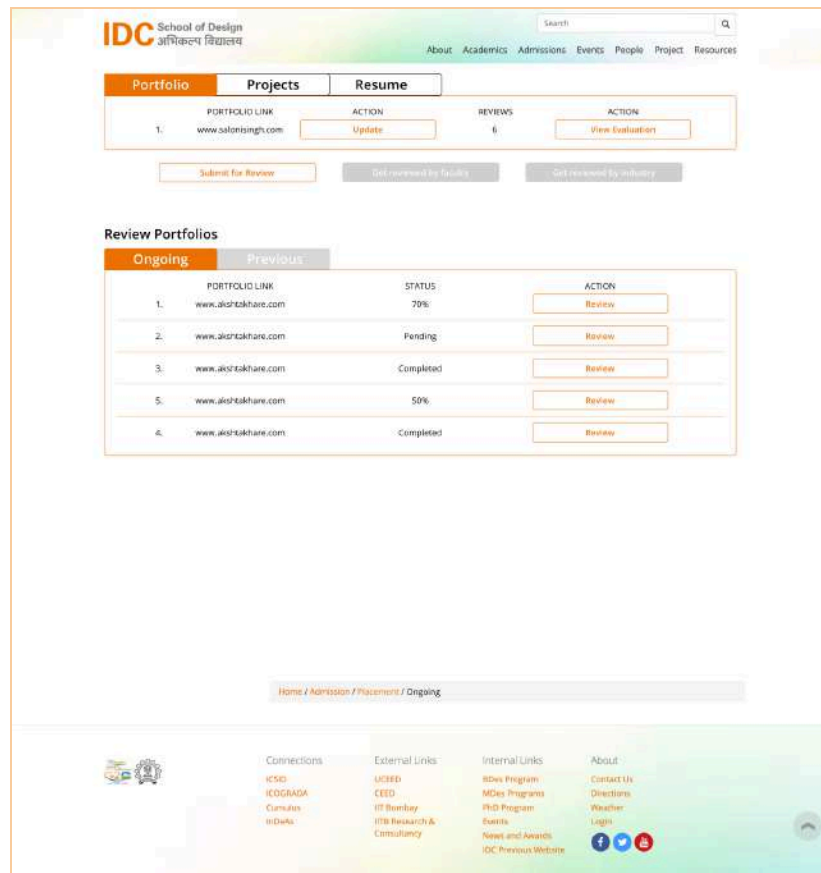 IDC School of Design
अभिकल्प विद्यालय
Search
About Academics Admissions Events People Project Resources
Portfolio Projects Resume
PORTFOLIO LINK ACTION REVIEWS ACTION
1. www.salonisingh.com Update 6 View Evaluation
Submit for Review Get reviewed by faculty Get reviewed by industry
Review Portfolios
Ongoing Previous
PORTFOLIO LINK STATUS ACTION
1. www.akshtakhare.com 70% Review
2. www.akshtakhare.com Pending Review
3. www.akshtakhare.com Completed Review
5. www.akshtakhare.com 50% Review
4. www.akshtakhare.com Completed Review
Home / Admission / Placement / Ongoing
Connections External Links Internal Links About
ICSID UCEED BDes Program Contact Us
ICOGRADA CEED MDes Programs Directions
Cumulus IIT Bombay PhD Program Weather
mDeAs IITB Research & Events Login
Consultancy News and Awards
IDC Previous Website